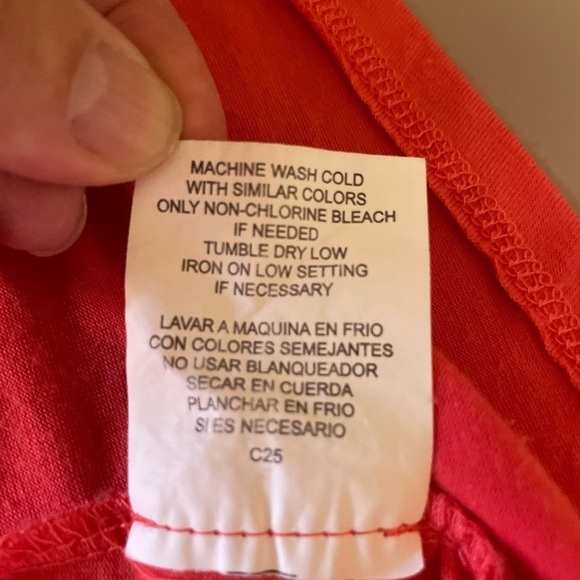 MACHINE WASH COLD
WITH SIMILAR COLORS
ONLY NON-CHLORINE BLEACH
IF NEEDED
TUMBLE DRY LOW
IRON ON LOW SETTING
IF NECESSARY
LAVAR A MAQUINA EN FRIO
CON COLORES SEMEJANTES
NO USAR BLANQUEADOR
SECAR EN CUERDA
PLANCHAR EN FRIO
SI ES NECESARIO
C25